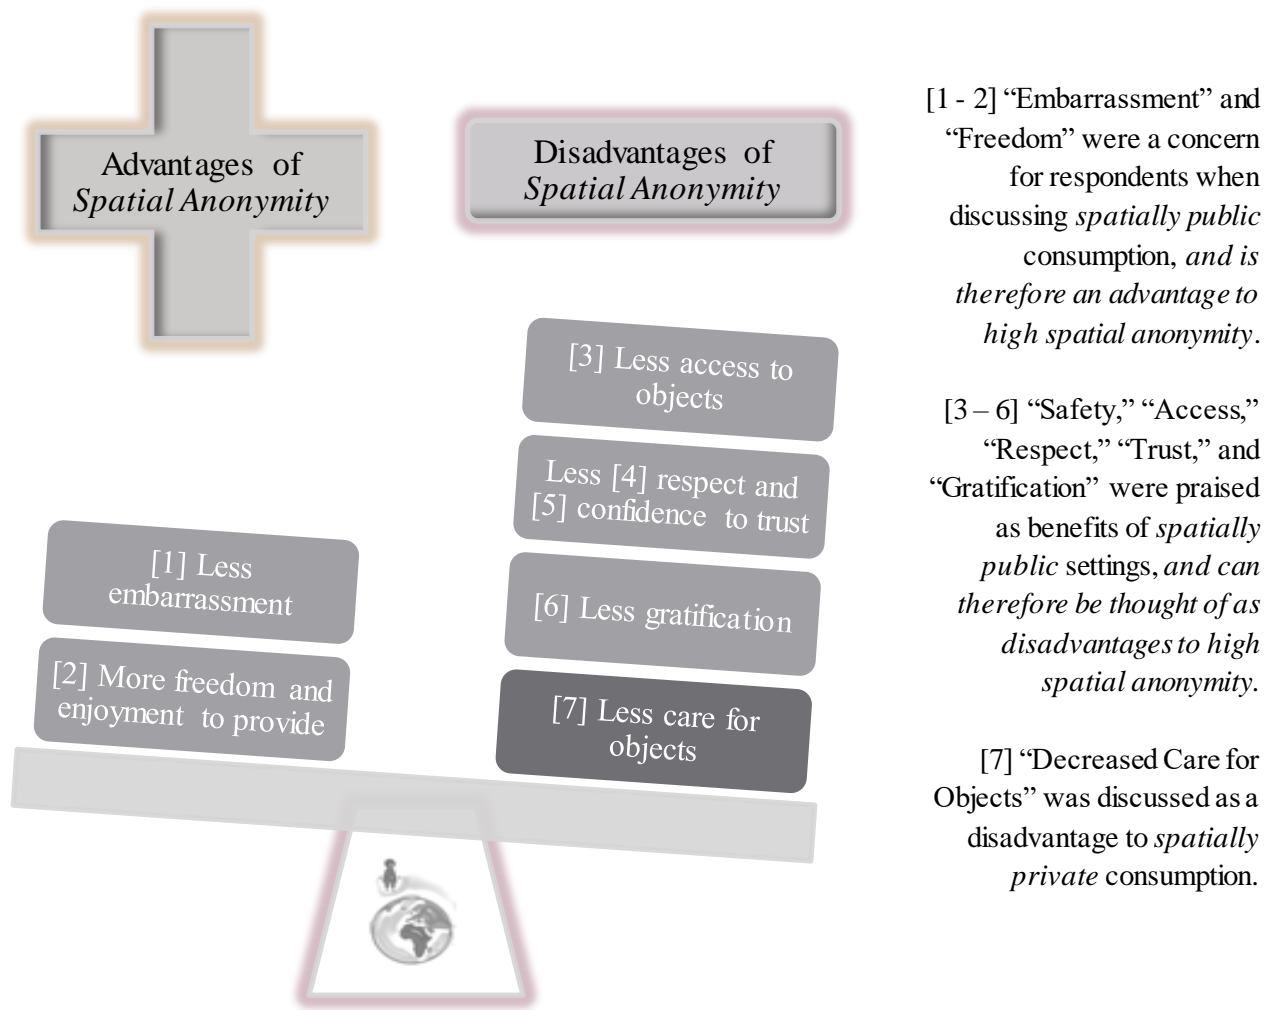 Advantages of
Spatial Anonymity
Disadvantages of
Spatial Anonymity
[1] Less
embarrassment
[2] More freedom and
enjoyment to provide
[3] Less access to
objects
Less [4] respect and
[5] confidence to trust
[6] Less gratification
[7] Less care for
objects
[1 - 2] “Embarrassment” and
“Freedom” were a concern
for respondents when
discussing spatially public
consumption, and is
therefore an advantage to
high spatial anonymity.
[3 – 6] “Safety,” “Access,”
“Respect,” “Trust,” and
“Gratification” were praised
as benefits of spatially
public settings, and can
therefore be thought of as
disadvantages to high
spatial anonymity.
[7] “Decreased Care for
Objects” was discussed as a
disadvantage to spatially
private consumption.